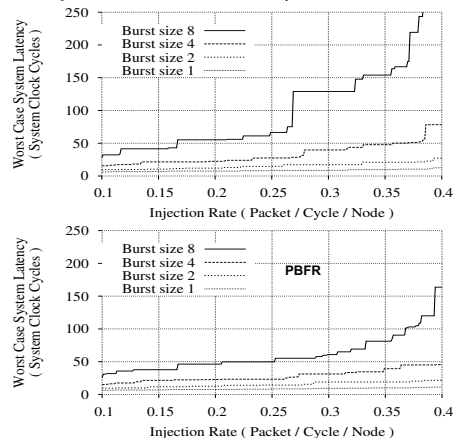 Burst size 8
Burst size 4
Burst size 2
Burst size 1
250
200
150
100
50
0
Worst Case System Latency
( System Clock Cycles )
0.1 0.15 0.2 0.25 0.3 0.35 0.4
Injection Rate ( Packet / Cycle / Node )
Burst size 8
Burst size 4
Burst size 2
Burst size 1
PBFR
250
200
150
100
50
0
Worst Case System Latency
( System Clock Cycles )
0.1 0.15 0.2 0.25 0.3 0.35 0.4
Injection Rate ( Packet / Cycle / Node )